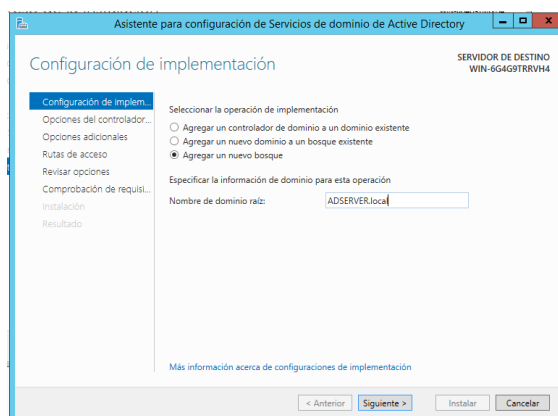 Asistente para configuración de Servicios de dominio de Active Directory
Configuración de implementación
SERVIDOR DE DESTINO
WIN-6G4G9TRRVH4
Configuración de implem...
Opciones del controlador...
Opciones adicionales
Rutas de acceso
Revisar opciones
Comprobación de requisi...
Instalación
Resultado
Seleccionar la operación de implementación
Agregar un controlador de dominio a un dominio existente
Agregar un nuevo dominio a un bosque existente
Agregar un nuevo bosque
Especificar la información de dominio para esta operación
Nombre de dominio raíz: ADSERVER.local
Más información acerca de configuraciones de implementación
< Anterior Siguiente > Instalar Cancelar